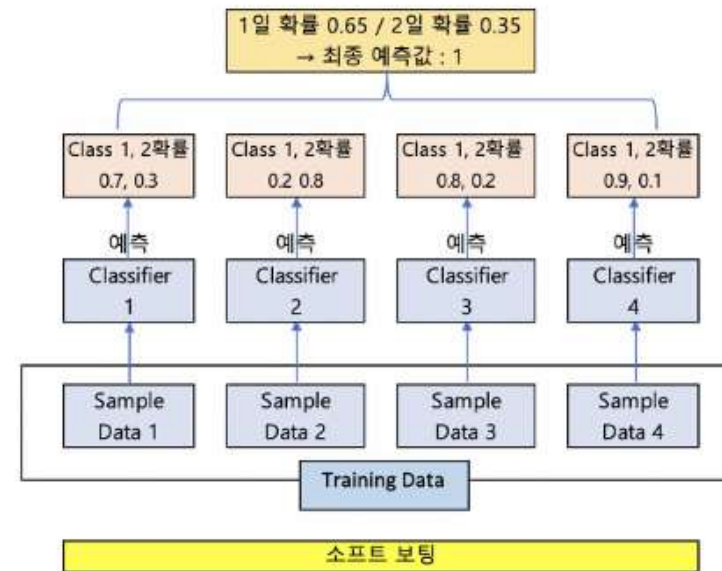 1일 확률 0.65 / 2일 확률 0.35
→ 최종 예측값 : 1
Class 1, 2확률
0.7, 0.3
Class 1, 2확률
0.2 0.8
Class 1, 2확률
0.8, 0.2
Class 1, 2확률
0.9, 0.1
예측
예측
예측
예측
Classifier
1
Classifier
2
Classifier
3
Classifier
4
Sample
Data 1
Sample
Data 2
Sample
Data 3
Sample
Data 4
Training Data
소프트 보팅